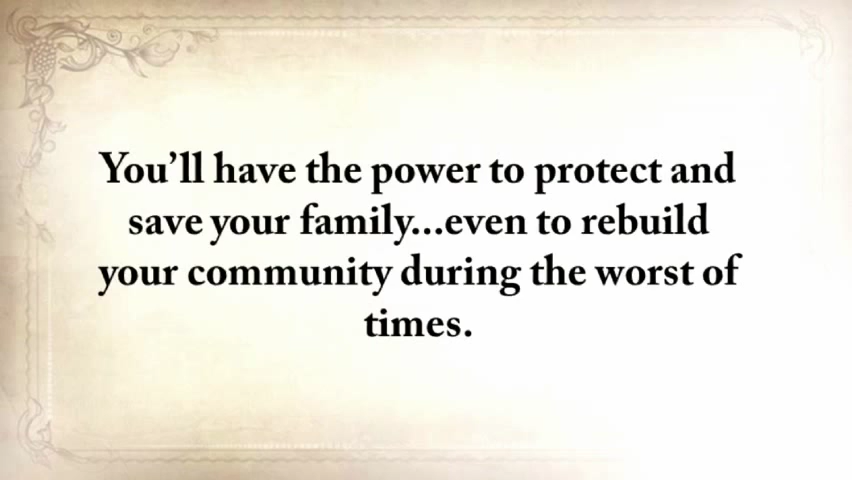 You’ll have the power to protect and
save your family...even to rebuild
your community during the worst of
times.